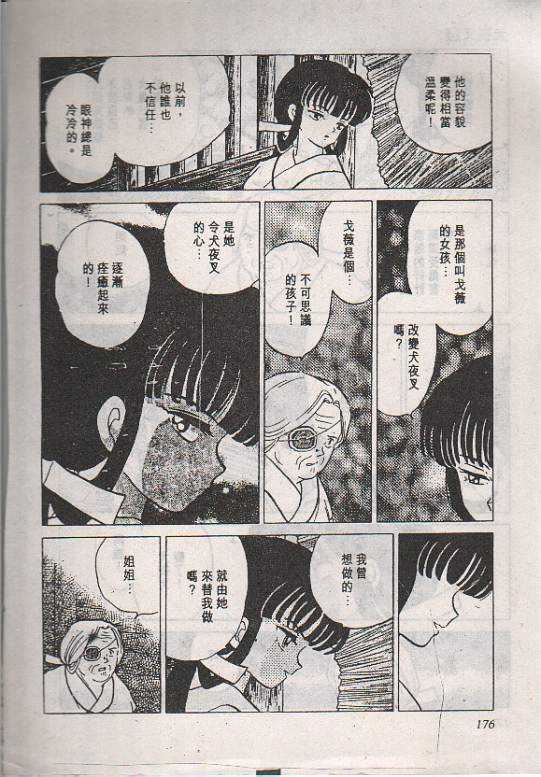 他的容貌
變得相當
溫柔呢！
以前，
他誰也
不信任…
眼神總是
冷冷的。
是那個叫戈薇
的女孩…
改變犬夜叉
嗎？
戈薇是個…
不可思議
的孩子！
是她
令犬夜叉
的心…
逐漸
痊癒起來
的！
我曾
想做的…
就由她
來替我做
嗎？
姐姐…
176